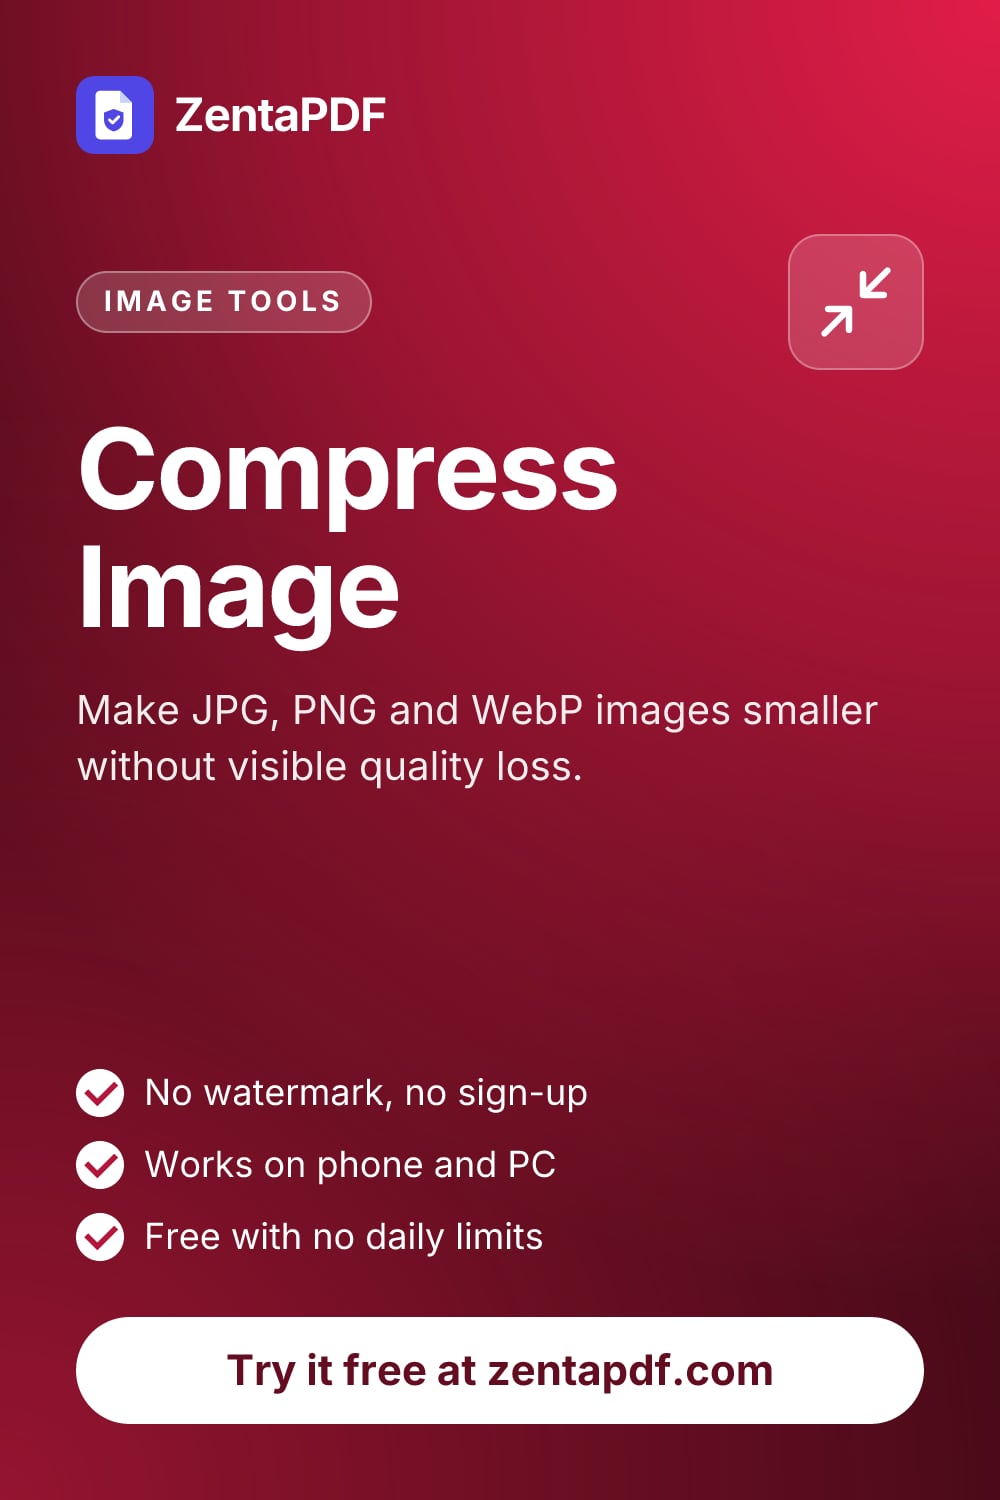 ZentaPDF
IMAGE TOOLS
Compress
Image
Make JPG, PNG and WebP images smaller
without visible quality loss.
No watermark, no sign-up
Works on phone and PC
Free with no daily limits
Try it free at zentapdf.com